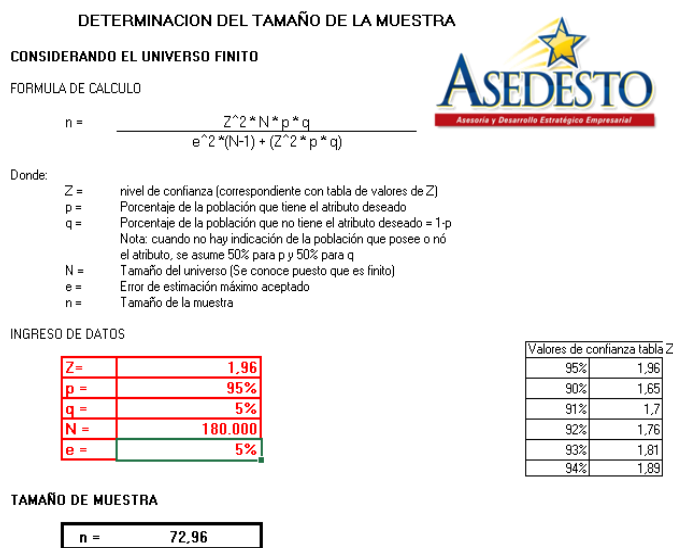 DETERMINACION DEL TAMAÑO DE LA MUESTRA
CONSIDERANDO EL UNIVERSO FINITO
ASEDESTO
Asesoría y Desarrollo Estratégico Empresarial
FORMULA DE CALCULO
n = Z^2 * N * p * q
e^2 *(N-1) + (Z^2 * p * q)
Donde:
Z = nivel de confianza (correspondiente con tabla de valores de Z)
p = Porcentaje de la población que tiene el atributo deseado
q = Porcentaje de la población que no tiene el atributo deseado = 1-p
Nota: cuando no hay indicación de la población que posee o nó
el atributo, se asume 50% para p y 50% para q
N = Tamaño del universo (Se conoce puesto que es finito)
e = Error de estimación máximo aceptado
n = Tamaño de la muestra
INGRESO DE DATOS
Z= 1,96
p = 95%
q = 5%
N = 180.000
e = 5%
Valores de confianza tabla Z
95% 1,96
90% 1,65
91% 1,7
92% 1,76
93% 1,81
94% 1,89
TAMAÑO DE MUESTRA
n = 72,96